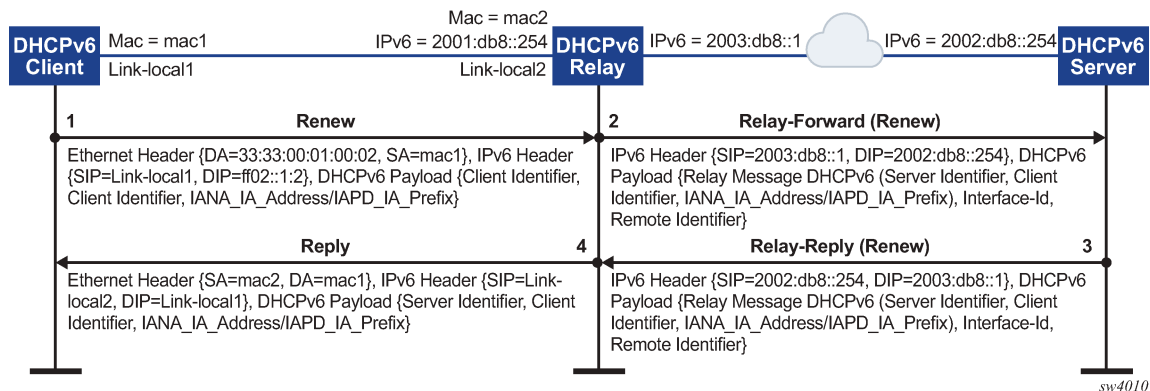 Mac = mac2
DHCPv6
Client
Mac = mac1
Link-local1
IPv6 = 2001:db8::254
Link-local2
DHCPv6
Relay
IPv6 = 2003:db8::1
IPv6 = 2002:db8::254
DHCPv6
Server
1
Renew
2
Relay-Forward (Renew)
Ethernet Header {DA=33:33:00:01:00:02, SA=mac1}, IPv6 Header
{SIP=Link-local1, DIP=ff02::1:2}, DHCPv6 Payload {Client Identifier,
Client Identifier, IANA_IA_Address/IAPD_IA_Prefix}
IPv6 Header {SIP=2003:db8::1, DIP=2002:db8::254}, DHCPv6
Payload {Relay Message DHCPv6 (Server Identifier, Client
Identifier, IANA_IA_Address/IAPD_IA_Prefix), Interface-Id,
Remote Identifier}
Reply
4
Relay-Reply (Renew)
3
Ethernet Header {SA=mac2, DA=mac1}, IPv6 Header {SIP=Link-
local2, DIP=Link-local1}, DHCPv6 Payload {Server Identifier, Client
Identifier, IANA_IA_Address/IAPD_IA_Prefix}
IPv6 Header {SIP=2002:db8::254, DIP=2003:db8::1}, DHCPv6
Payload {Relay Message DHCPv6 (Server Identifier, Client
Identifier, IANA_IA_Address/IAPD_IA_Prefix), Interface-Id,
Remote Identifier}
sw4010